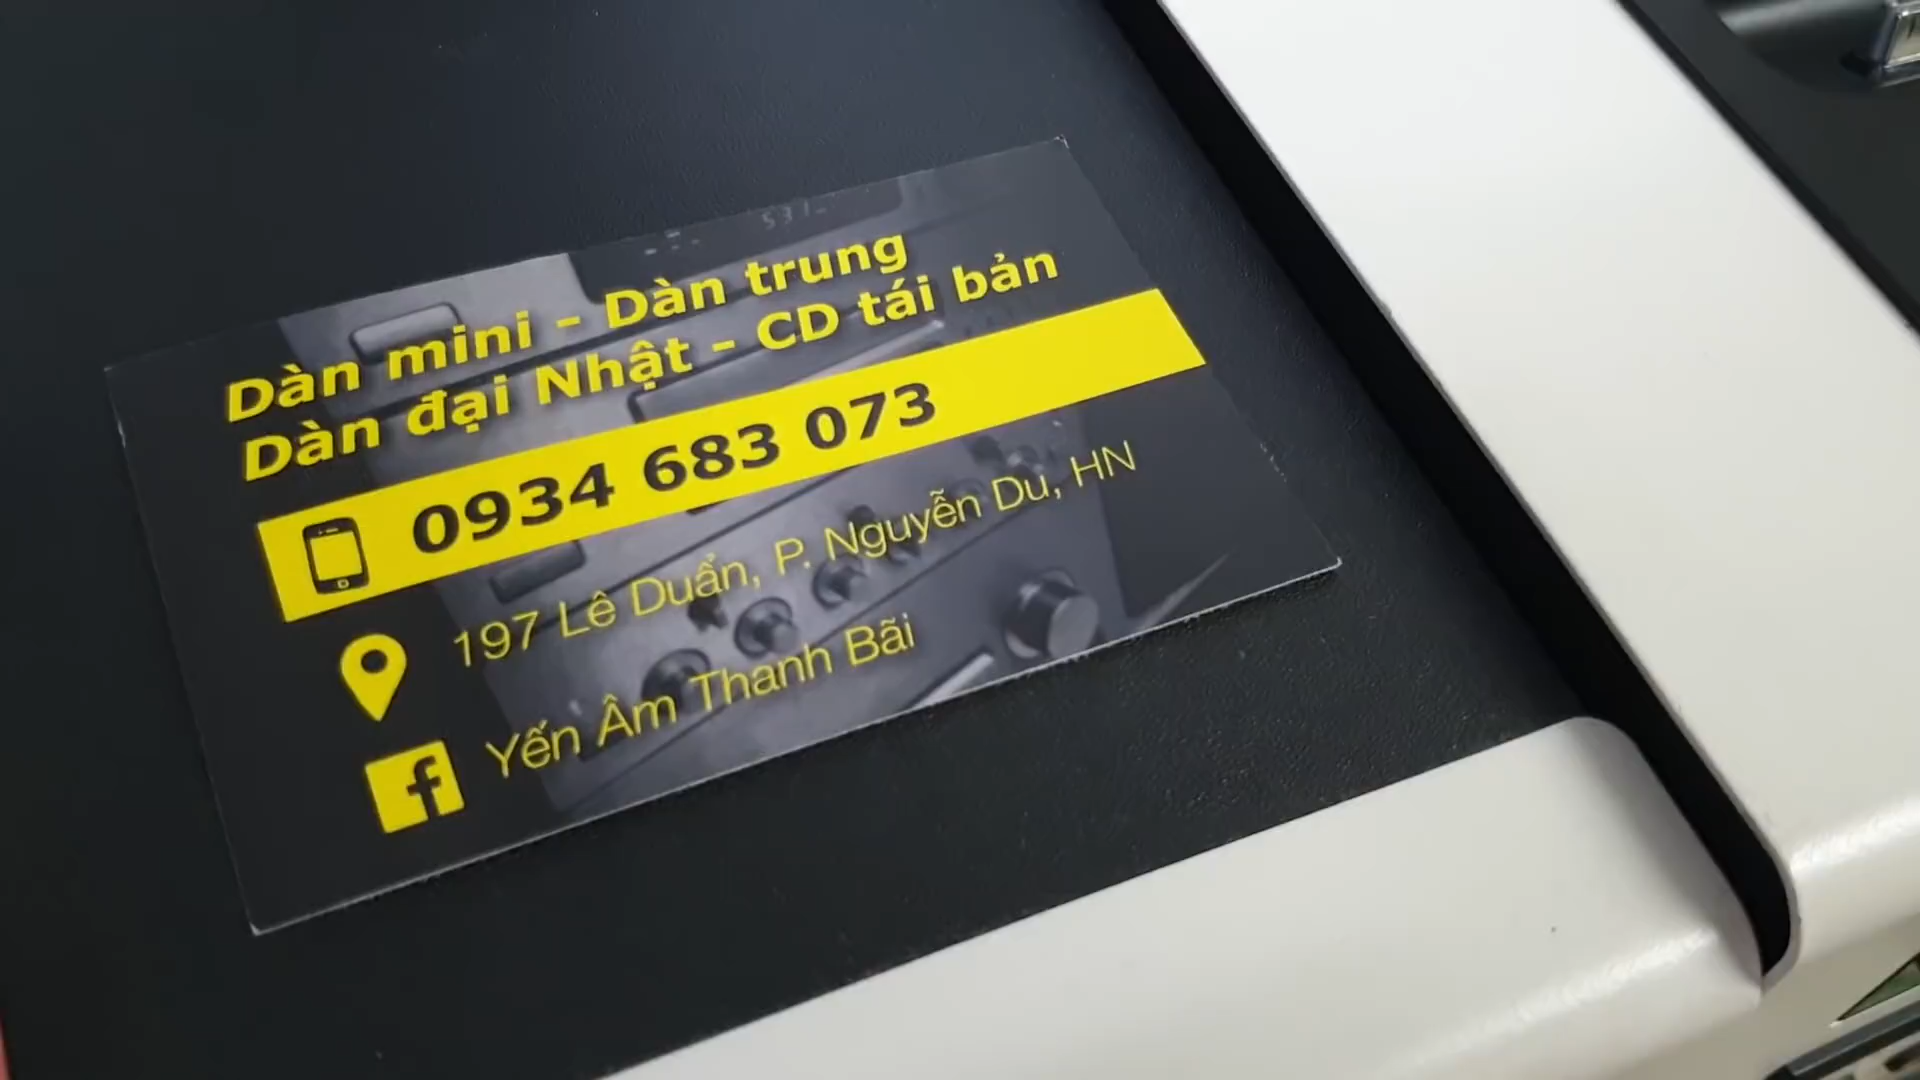 Dàn mini - Dàn trung
Dàn đại Nhật - CD tái bản
0934 683 073
197 Lê Duẩn, P. Nguyễn Du, HN
f Yến Âm Thanh Bãi